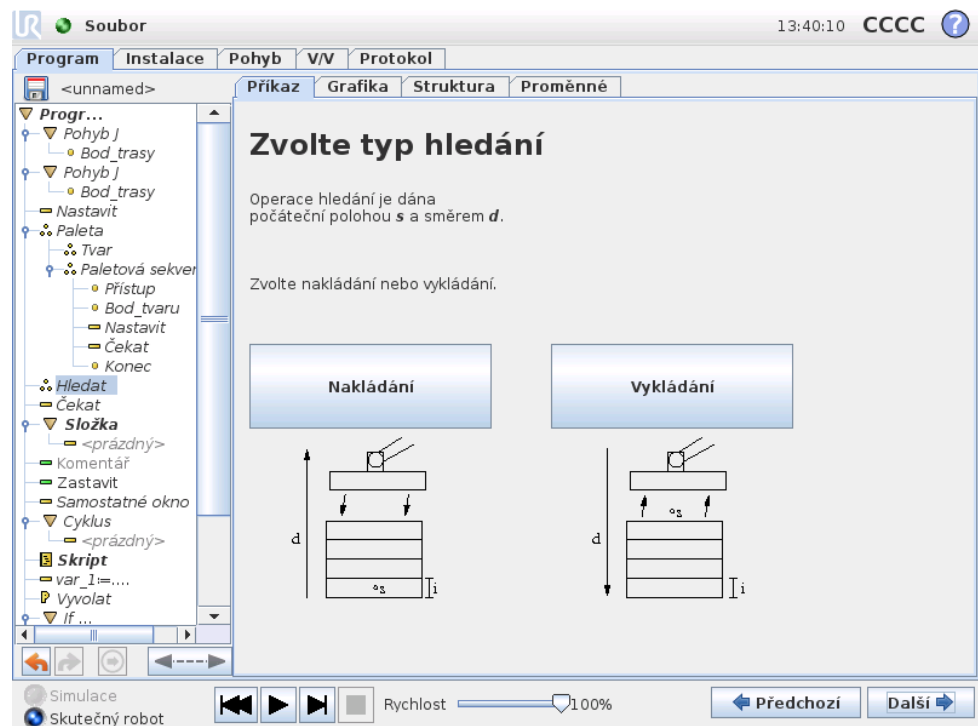 UR Soubor 13:40:10 CCCC ?
Program Instalace Pohyb V/V Protokol
<unnamed>
Příkaz Grafika Struktura Proměnné
Progr...
Pohyb J
Bod_trasy
Pohyb J
Bod_trasy
Nastavit
Paleta
Tvar
Paletová sekver
Přístup
Bod_tvaru
Nastavit
Čekat
Konec
Hledat
Čekat
Složka
<prázdný>
Komentář
Zastavit
Samostatné okno
Cyklus
<prázdný>
Skript
var_1:=....
Vyvolat
If ...
Zvolte typ hledání
Operace hledání je dána
počáteční polohou s a směrem d.
Zvolte nakládání nebo vykládání.
Nakládání Vykládání
d s i
d s i
Simulace
Skutečný robot
Rychlost 100%
Předchozí Další